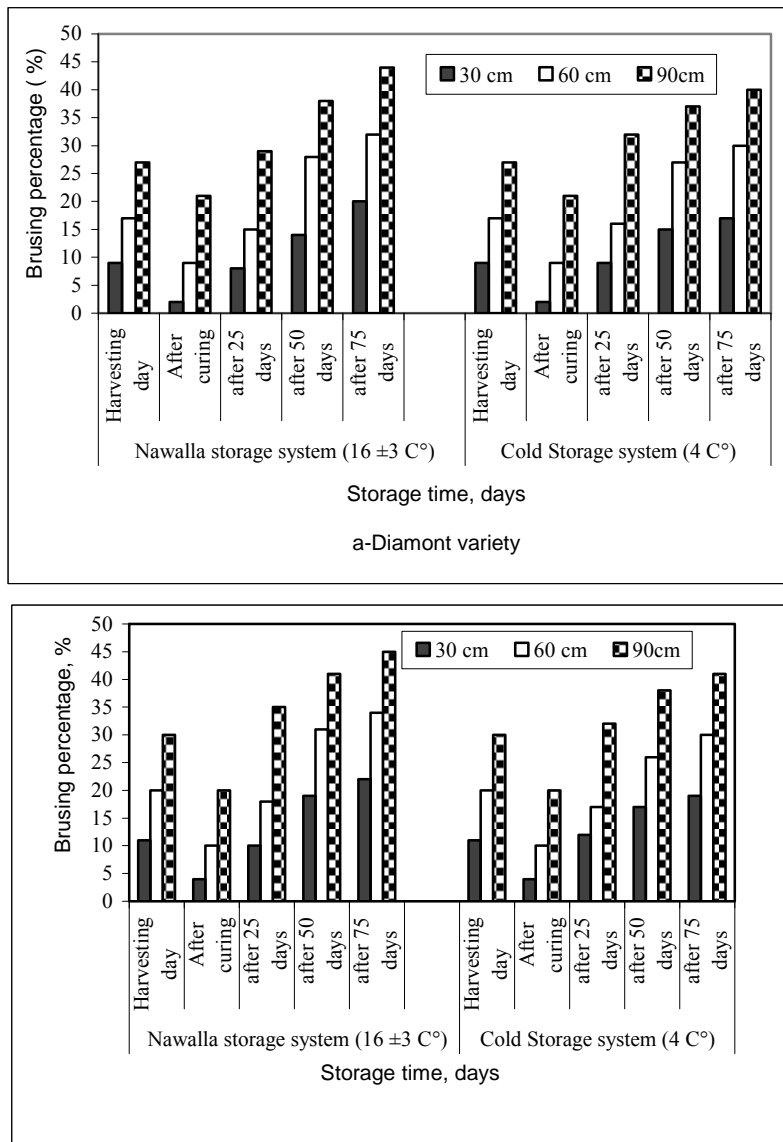 50
45
40
35
30
25
20
15
10
5
0
Brusing percentage ( %)
30 cm 60 cm 90cm
Harvesting
day
After
curing
after 25
days
after 50
days
after 75
days
Harvesting
day
After
curing
after 25
days
after 50
days
after 75
days
Nawalla storage system (16 ±3 C°) Cold Storage system (4 C°)
Storage time, days
a-Diamont variety
50
45
40
35
30
25
20
15
10
5
0
Brusing percentage, %
30 cm 60 cm 90cm
Harvesting
day
After
curing
after 25
days
after 50
days
after 75
days
Harvesting
day
After
curing
after 25
days
after 50
days
after 75
days
Nawalla storage system (16 ±3 C°) Cold Storage system (4 C°)
Storage time, days